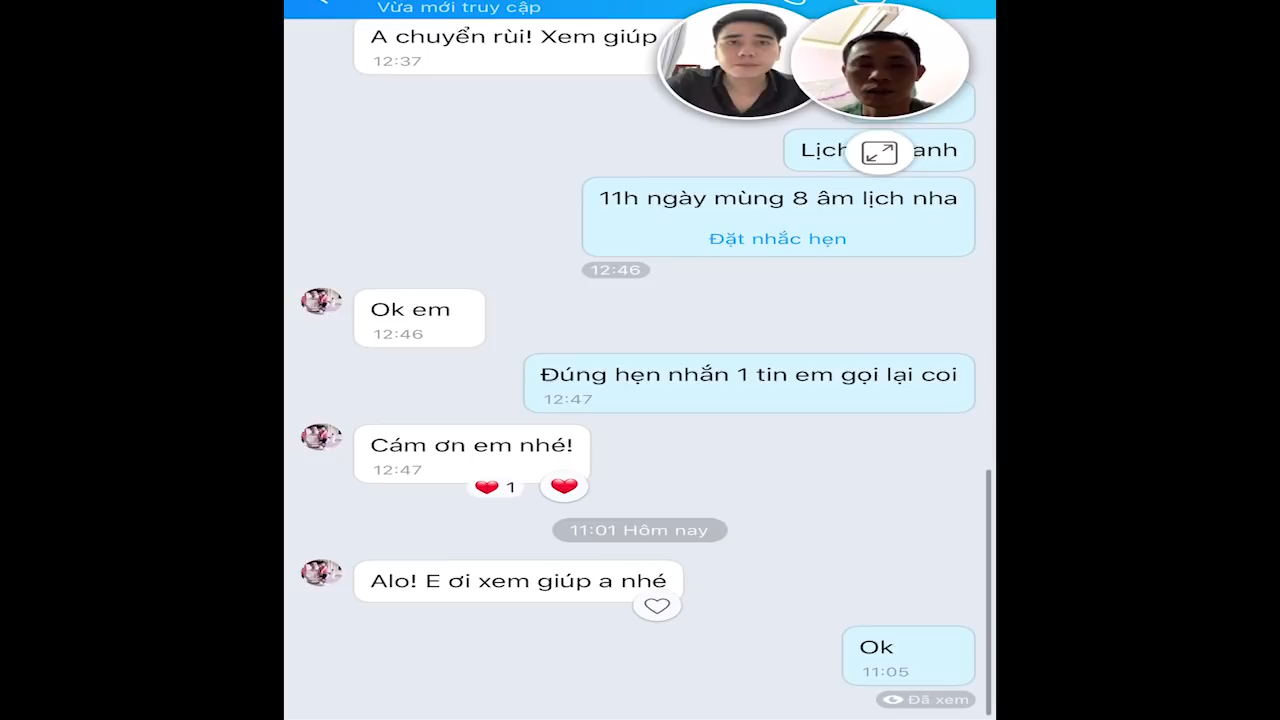 Vừa mới truy cập
A chuyển rùi! Xem giúp
12:37
Lịch anh
11h ngày mùng 8 âm lịch nha
Đặt nhắc hẹn
12:46
Ok em
12:46
Đúng hẹn nhắn 1 tin em gọi lại coi
12:47
Cám ơn em nhé!
12:47
1
11:01 Hôm nay
Alo! E ơi xem giúp a nhé
Ok
11:05
Đã xem